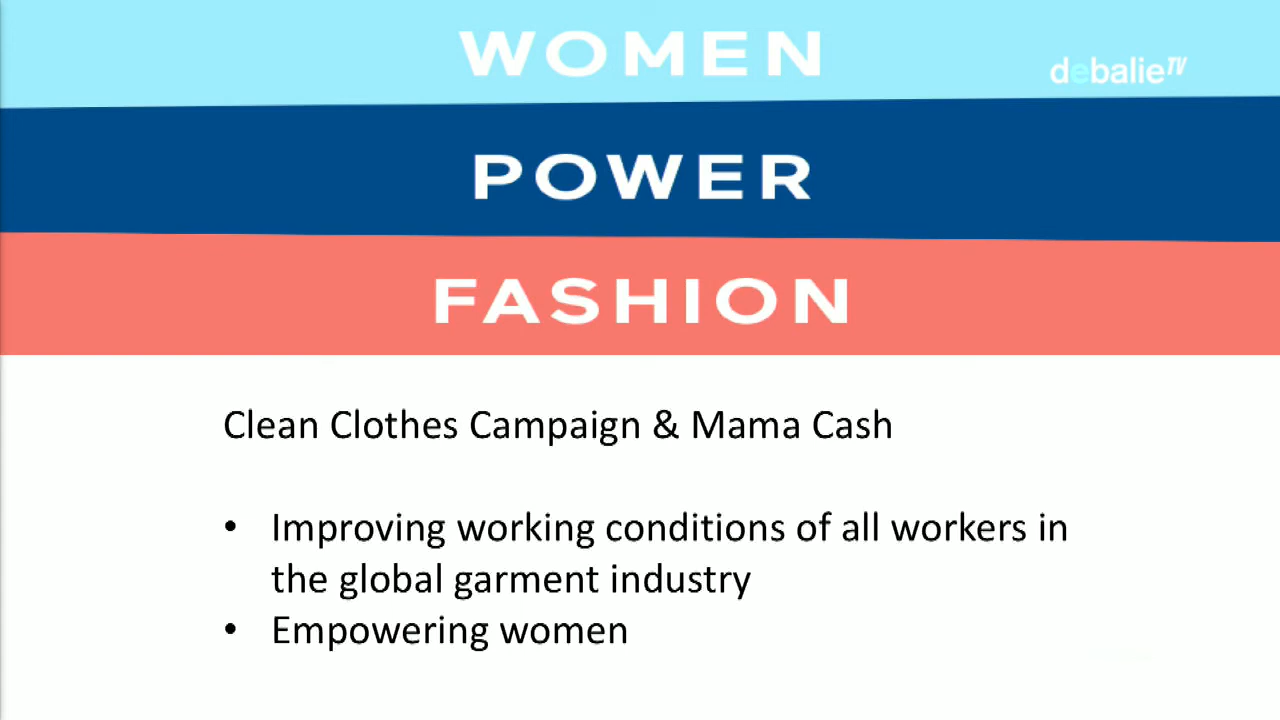 WOMEN
debalieTV
POWER
FASHION
Clean Clothes Campaign & Mama Cash
• Improving working conditions of all workers in
the global garment industry
• Empowering women